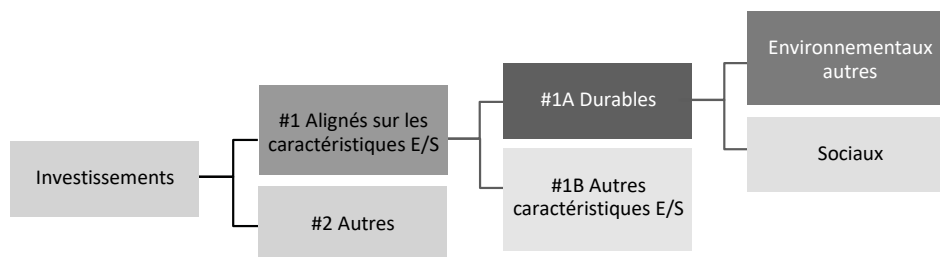 Investissements
#1 Alignés sur les
caractéristiques E/S
#2 Autres
#1A Durables
#1B Autres
caractéristiques E/S
Environnementaux
autres
Sociaux